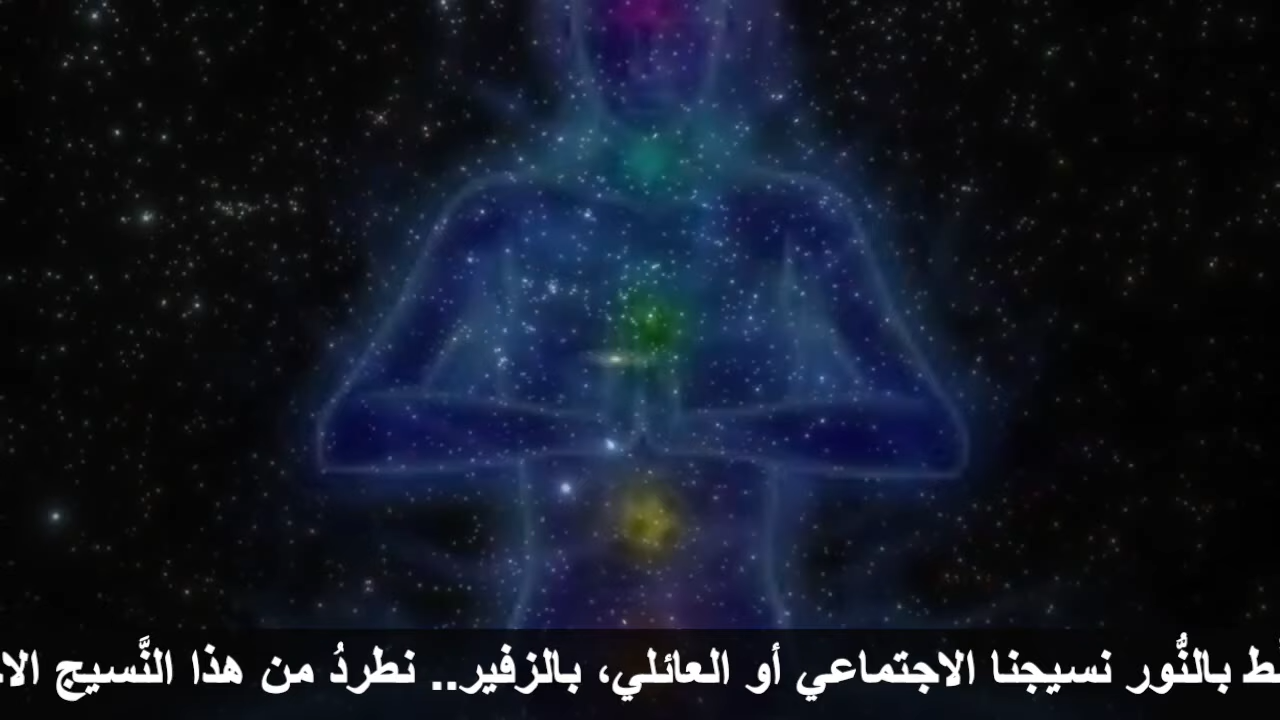 بالنُّور نسيجنا الاجتماعي أو العائلي، بالزفير.. نطردُ من هذا النَّسيج